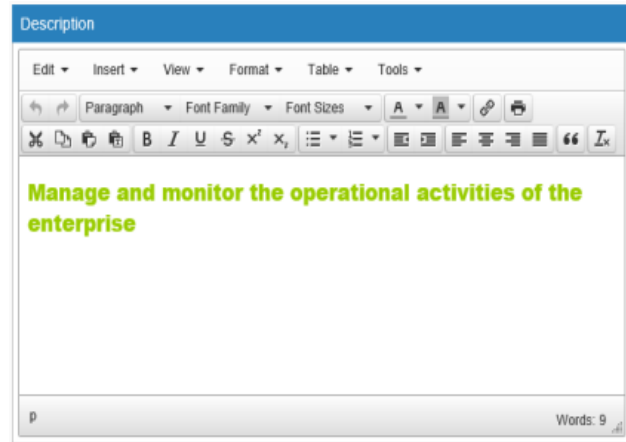 Description
Edit Insert View Format Table Tools
Paragraph Font Family Font Sizes A A
B I U S x² x₂ Ix
Manage and monitor the operational activities of the
enterprise
p Words: 9